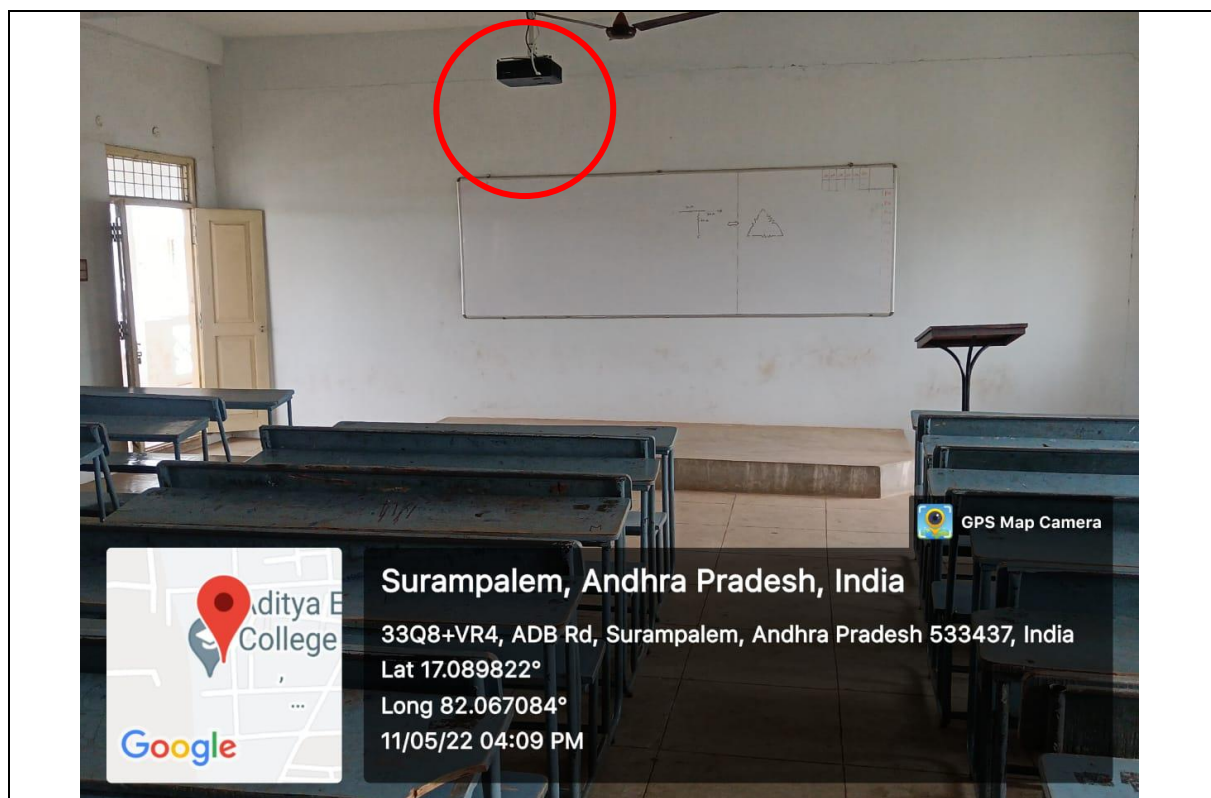 GPS Map Camera
Surampalem, Andhra Pradesh, India
33Q8+VR4, ADB Rd, Surampalem, Andhra Pradesh 533437, India
Lat 17.089822°
Long 82.067084°
11/05/22 04:09 PM
Aditya E
College
Google